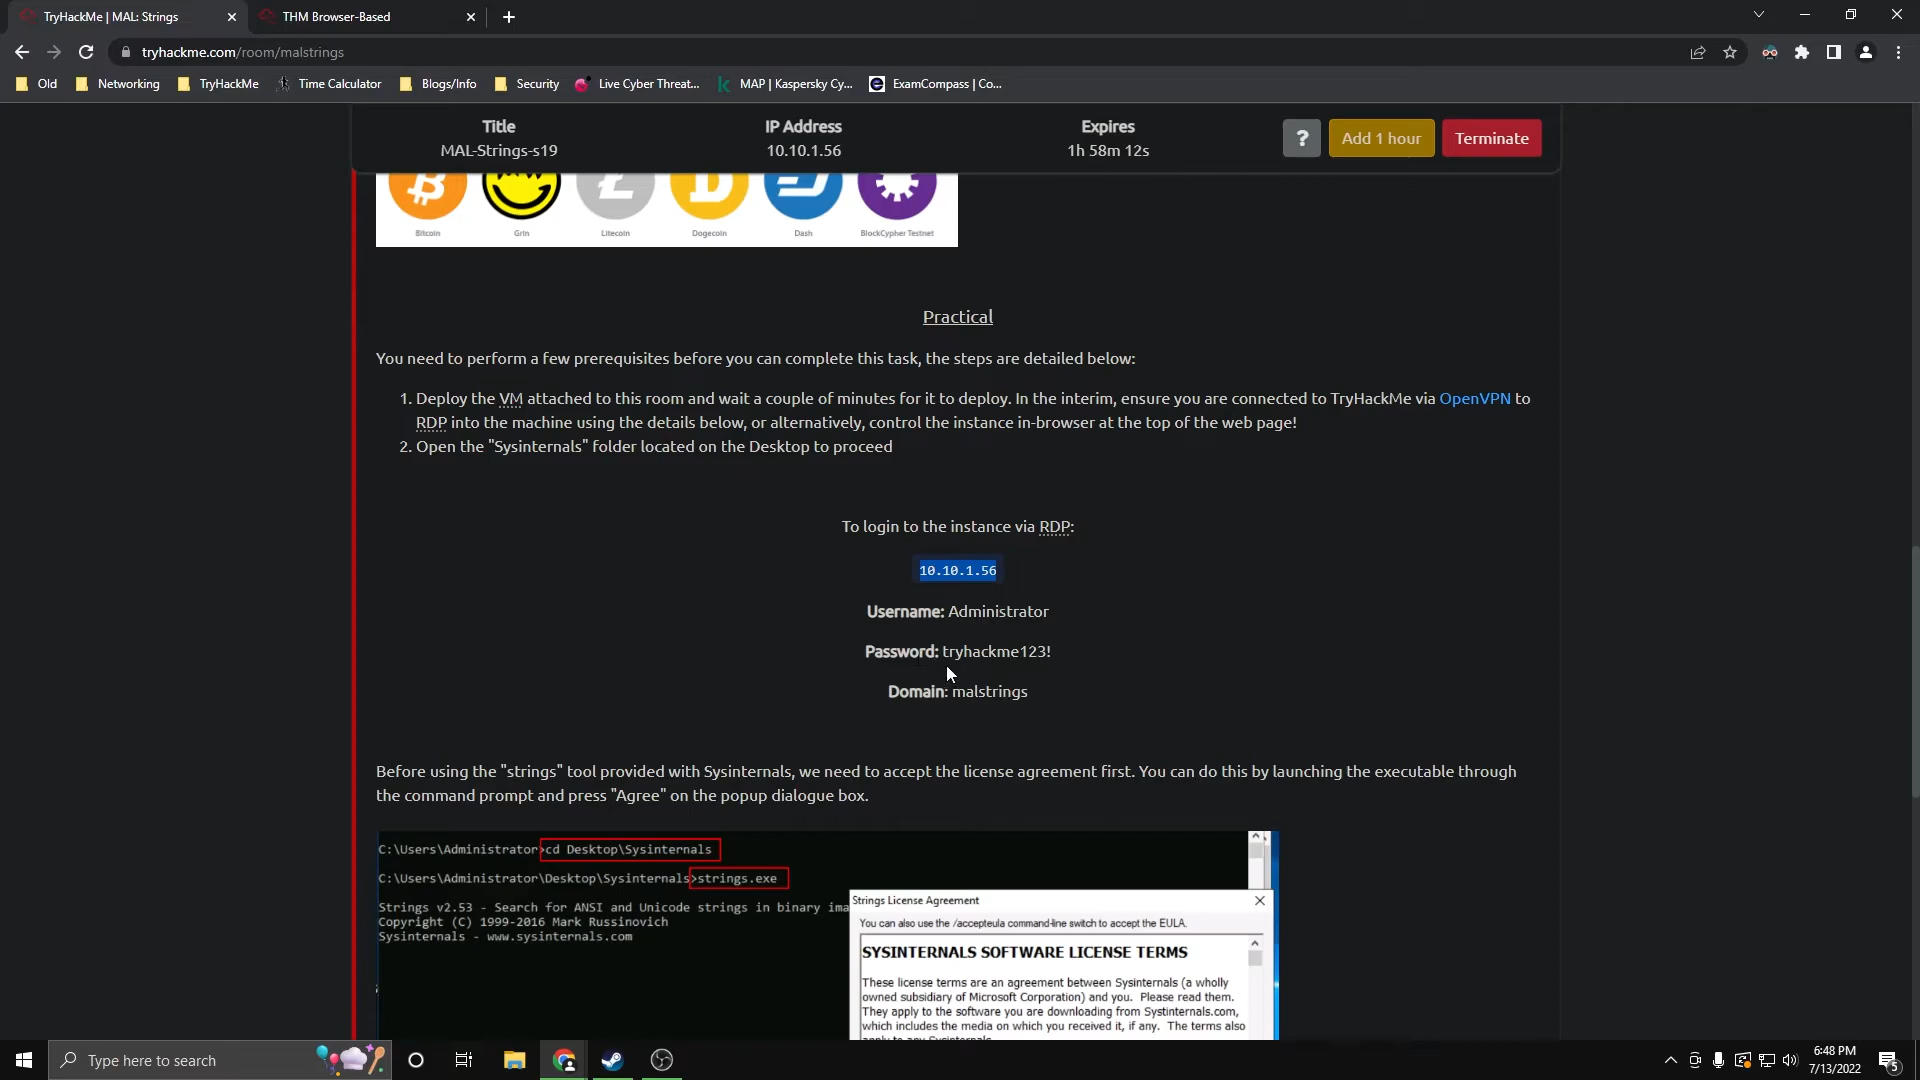 TryHackMe | MAL: Strings
THM Browser-Based
tryhackme.com/room/malstrings
Old
Networking
TryHackMe
Time Calculator
Blogs/Info
Security
Live Cyber Threat...
MAP | Kaspersky Cy...
ExamCompass | Co...
Title
MAL-Strings-s19
IP Address
10.10.1.56
Expires
1h 58m 12s
?
Add 1 hour
Terminate
Bitcoin
Grin
Litecoin
Dogecoin
Dash
BlockCypher Testnet
Practical
You need to perform a few prerequisites before you can complete this task, the steps are detailed below:
1. Deploy the VM attached to this room and wait a couple of minutes for it to deploy. In the interim, ensure you are connected to TryHackMe via OpenVPN to
RDP into the machine using the details below, or alternatively, control the instance in-browser at the top of the web page!
2. Open the "Sysinternals" folder located on the Desktop to proceed
To login to the instance via RDP:
10.10.1.56
Username: Administrator
Password: tryhackme123!
Domain: malstrings
Before using the "strings" tool provided with Sysinternals, we need to accept the license agreement first. You can do this by launching the executable through
the command prompt and press "Agree" on the popup dialogue box.
C:\Users\Administrator>cd Desktop\Sysinternals
C:\Users\Administrator\Desktop\Sysinternals>strings.exe
Strings v2.53 - Search for ANSI and Unicode strings in binary ima
Copyright (C) 1999-2016 Mark Russinovich
Sysinternals - www.sysinternals.com
Strings License Agreement
You can also use the /accepteula command-line switch to accept the EULA.
SYSINTERNALS SOFTWARE LICENSE TERMS
These license terms are an agreement between Sysinternals (a wholly
owned subsidiary of Microsoft Corporation) and you. Please read them.
They apply to the software you are downloading from Systinternals.com,
which includes the media on which you received it, if any. The terms also
apply to any Sysinternals
Type here to search
6:48 PM
7/13/2022
5